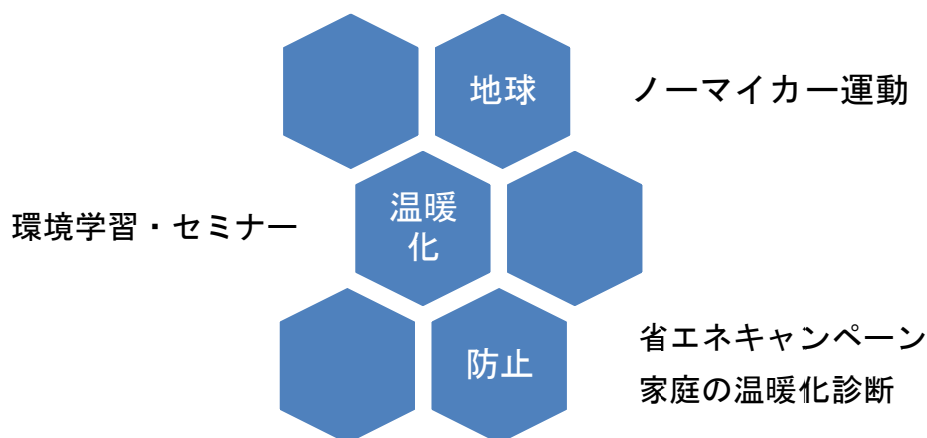 地球
ノーマイカー運動
環境学習・セミナー
温暖
化
防止
省エネキャンペーン
家庭の温暖化診断